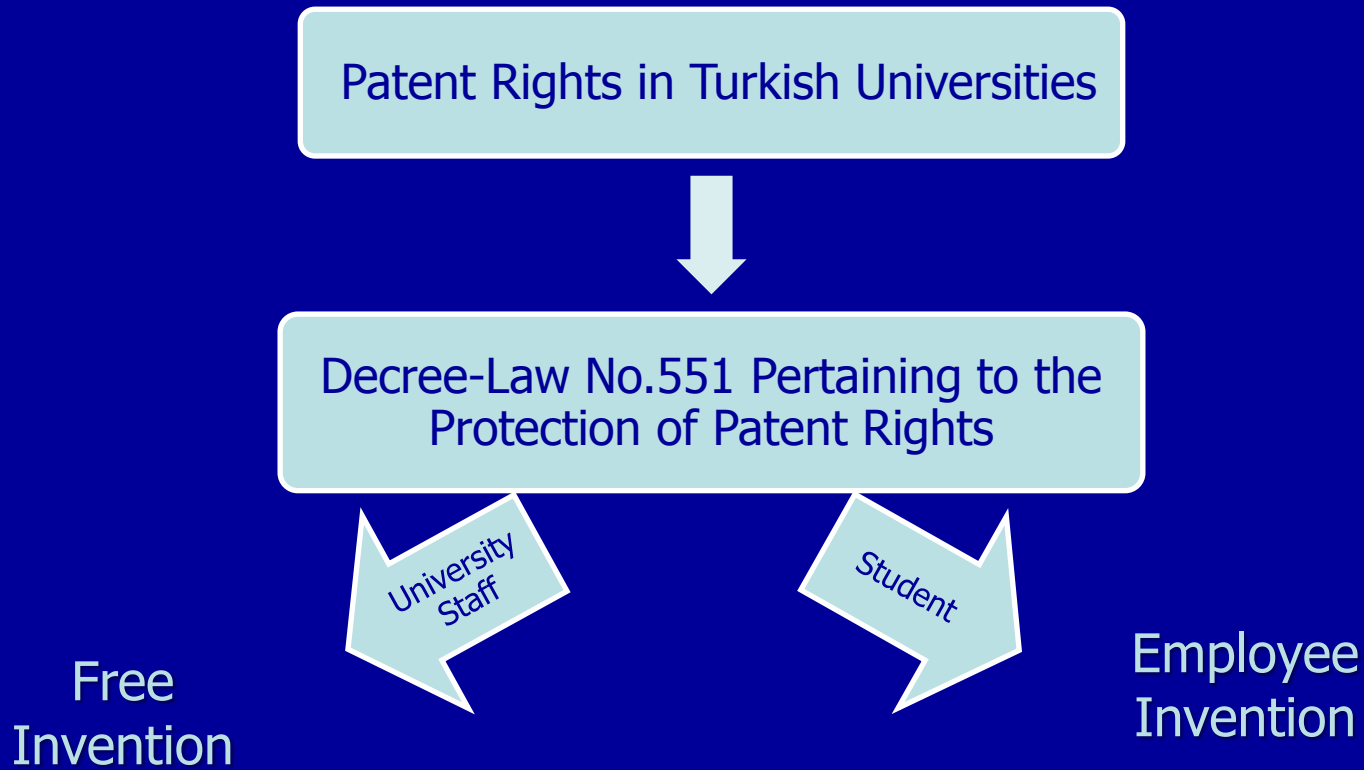 Patent Rights in Turkish Universities
Decree-Law No.551 Pertaining to the
Protection of Patent Rights
University
Staff
Student
Free
Invention
Employee
Invention